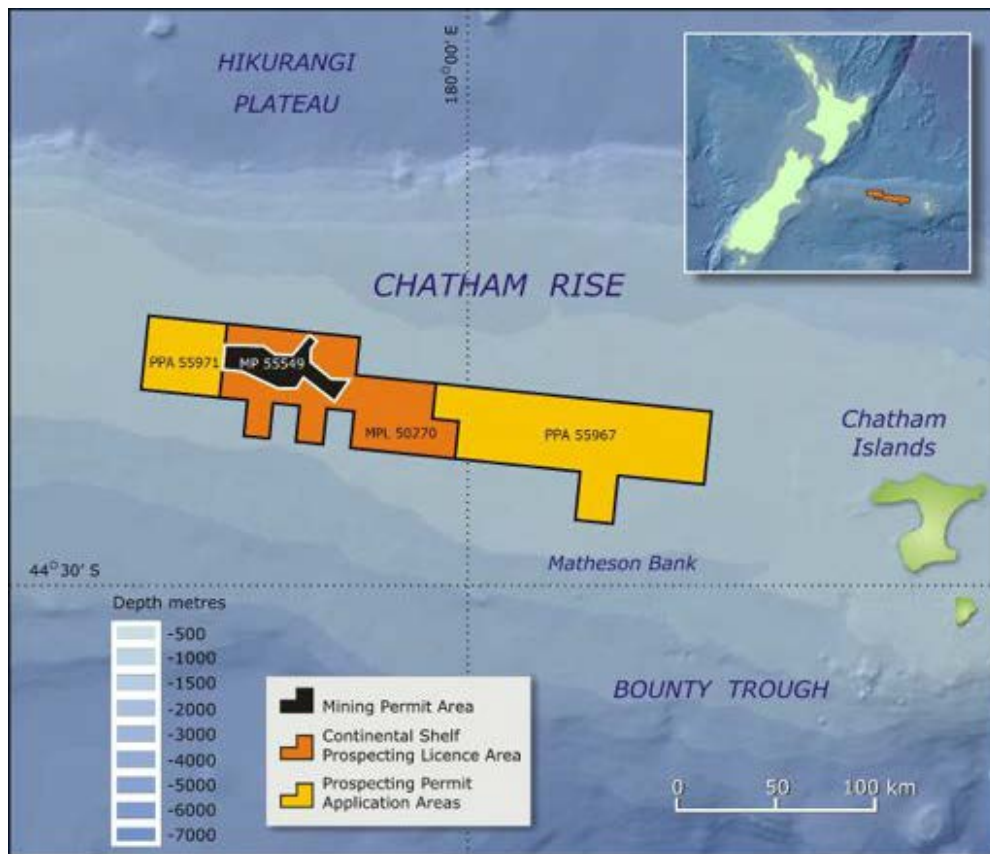 HIKURANGI
PLATEAU
180°00′ E
CHATHAM RISE
PPA 55971
MP 55549
MPL 50270
PPA 55967
Chatham
Islands
Matheson Bank
44°30′ S
Depth metres
-500
-1000
-1500
-2000
-3000
-4000
-5000
-6000
-7000
BOUNTY TROUGH
Mining Permit Area
Continental Shelf
Prospecting Licence Area
Prospecting Permit
Application Areas
0 50 100 km